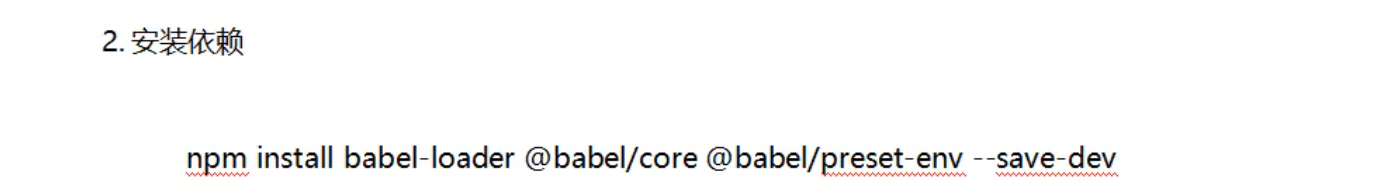 2. 安装依赖
npm install babel-loader @babel/core @babel/preset-env --save-dev